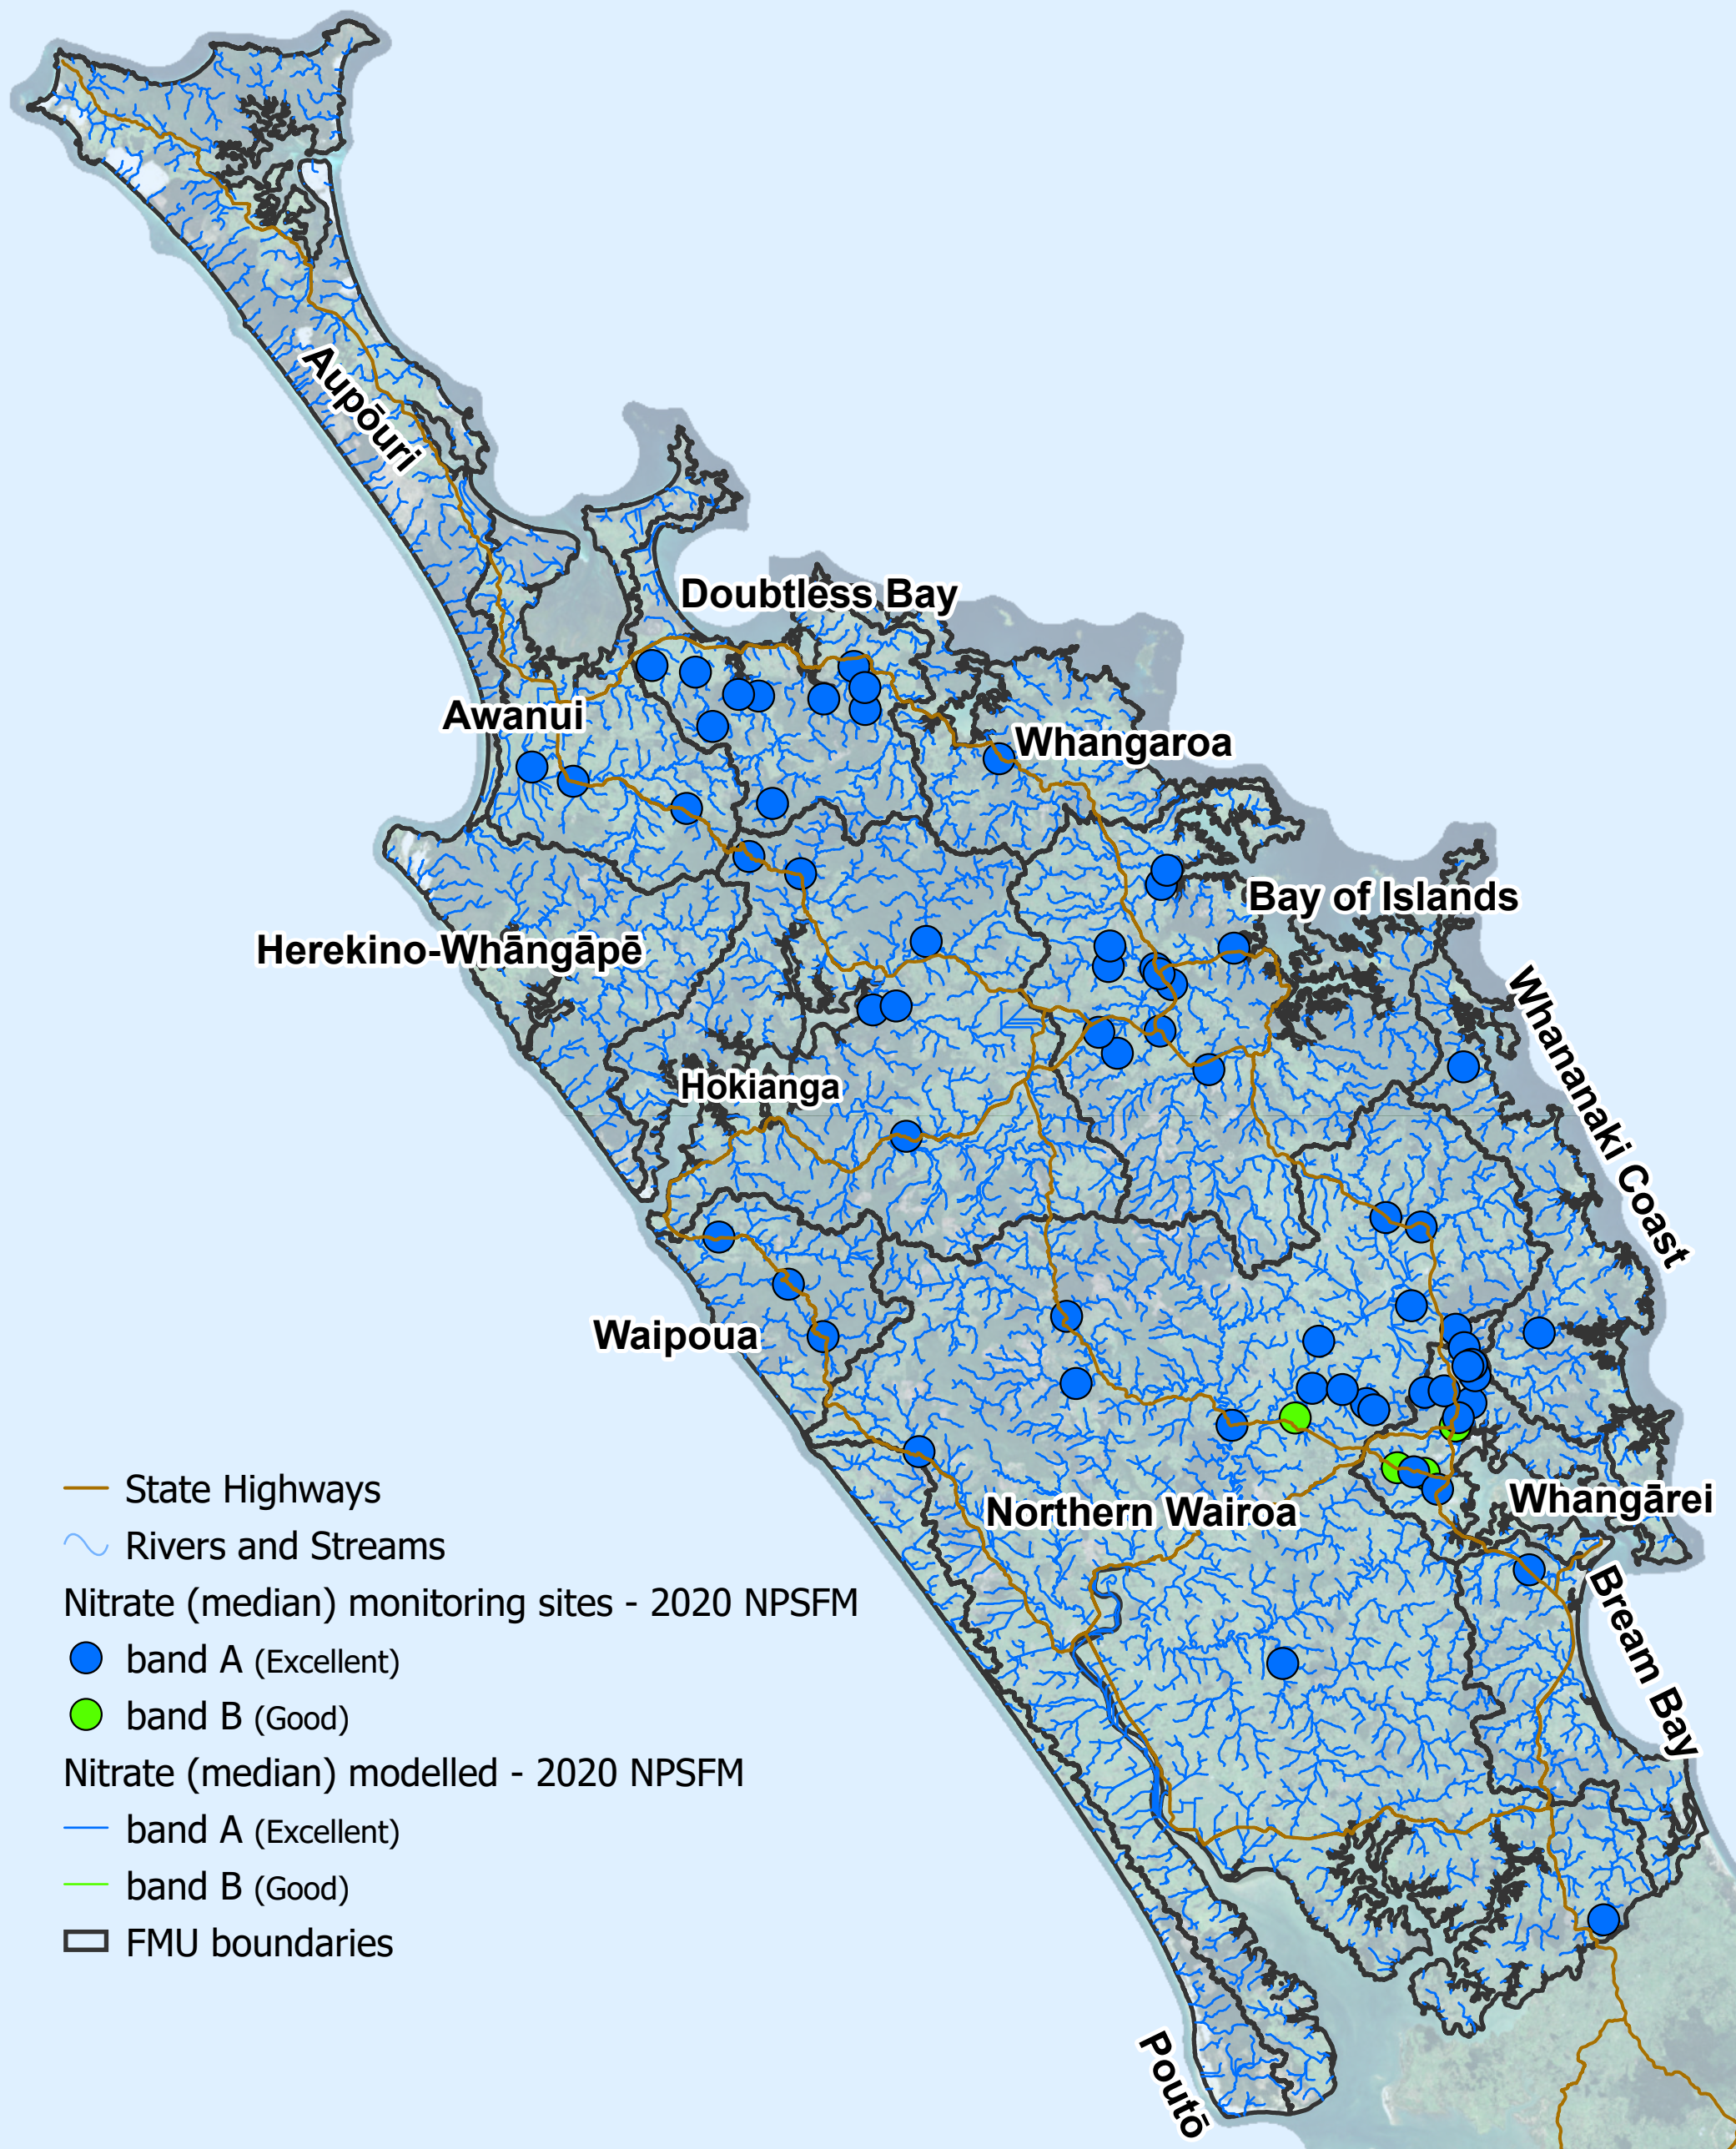 Aupōuri
Doubtless Bay
Awanui
Whangaroa
Bay of Islands
Herekino-Whāngāpē
Whananaki Coast
Hokianga
Waipoua
Northern Wairoa
Whangārei
Bream Bay
Poutō
State Highways
Rivers and Streams
Nitrate (median) monitoring sites - 2020 NPSFM
band A (Excellent)
band B (Good)
Nitrate (median) modelled - 2020 NPSFM
band A (Excellent)
band B (Good)
FMU boundaries